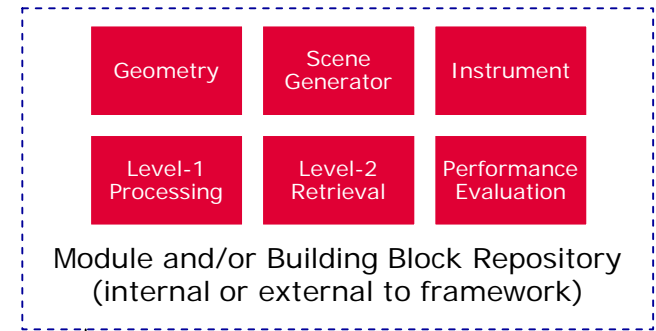 Geometry
Scene
Generator
Instrument
Level-1
Processing
Level-2
Retrieval
Performance
Evaluation
Module and/or Building Block Repository
(internal or external to framework)